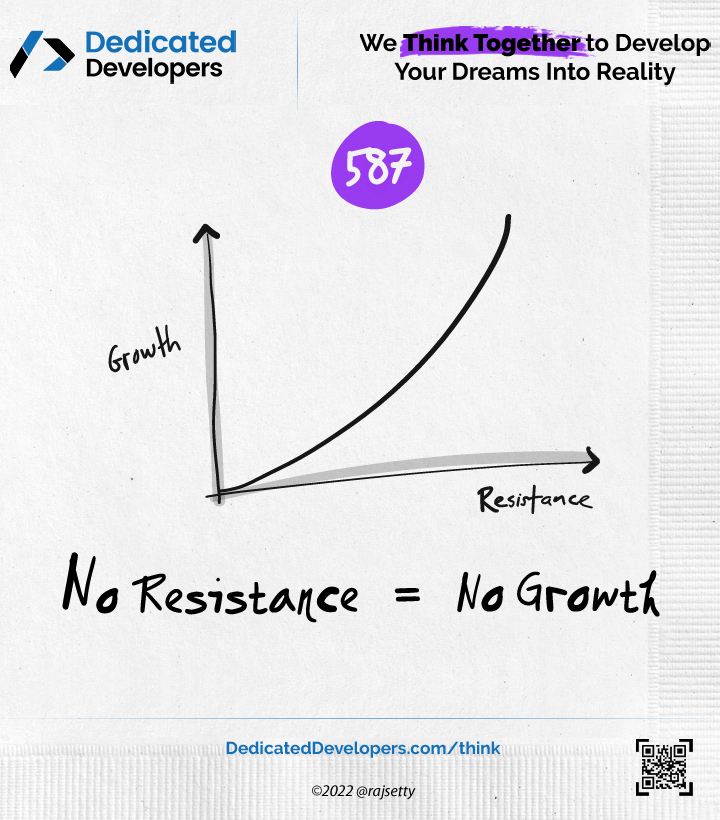 Dedicated
Developers
We Think Together to Develop
Your Dreams Into Reality
587
Growth
Resistance
No Resistance = No Growth
DedicatedDevelopers.com/think
©2022 @rajsetty